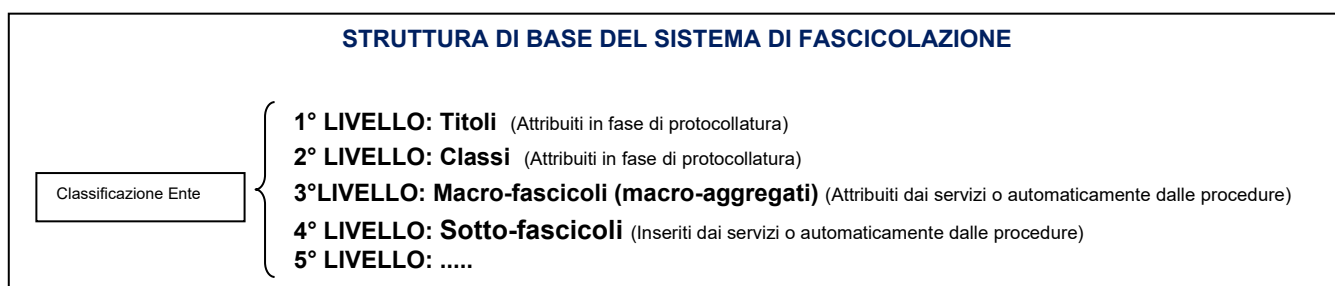 STRUTTURA DI BASE DEL SISTEMA DI FASCICOLAZIONE
1° LIVELLO: Titoli (Attribuiti in fase di protocollatura)
2° LIVELLO: Classi (Attribuiti in fase di protocollatura)
Classificazione Ente
3°LIVELLO: Macro-fascicoli (macro-aggregati) (Attribuiti dai servizi o automaticamente dalle procedure)
4° LIVELLO: Sotto-fascicoli (Inseriti dai servizi o automaticamente dalle procedure)
5° LIVELLO: .....